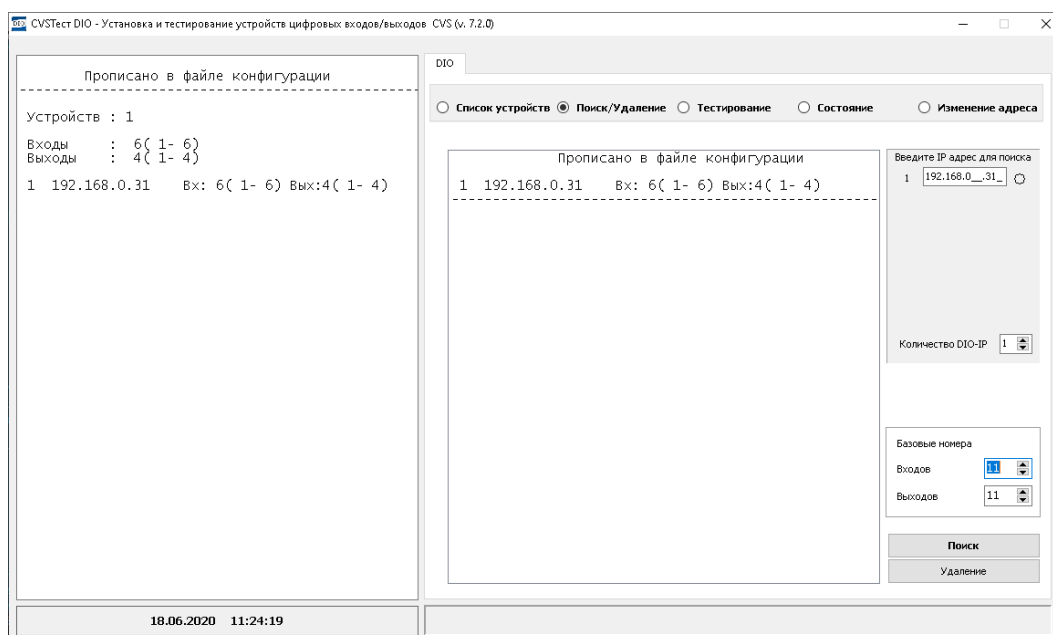 DIO CVSТест DIO - Установка и тестирование устройств цифровых входов/выходов CVS (v. 7.2.0)
Прописано в файле конфигурации
Устройств : 1
Входы : 6( 1- 6)
Выходы : 4( 1- 4)
1 192.168.0.31 Вх: 6( 1- 6) Вых:4( 1- 4)
18.06.2020 11:24:19
DIO
Список устройств Поиск/Удаление Тестирование Состояние Изменение адреса
Прописано в файле конфигурации
1 192.168.0.31 Вх: 6( 1- 6) Вых:4( 1- 4)
Введите IP адрес для поиска
1 192.168.0__.31_
Количество DIO-IP 1
Базовые номера
Входов 11
Выходов 11
Поиск
Удаление